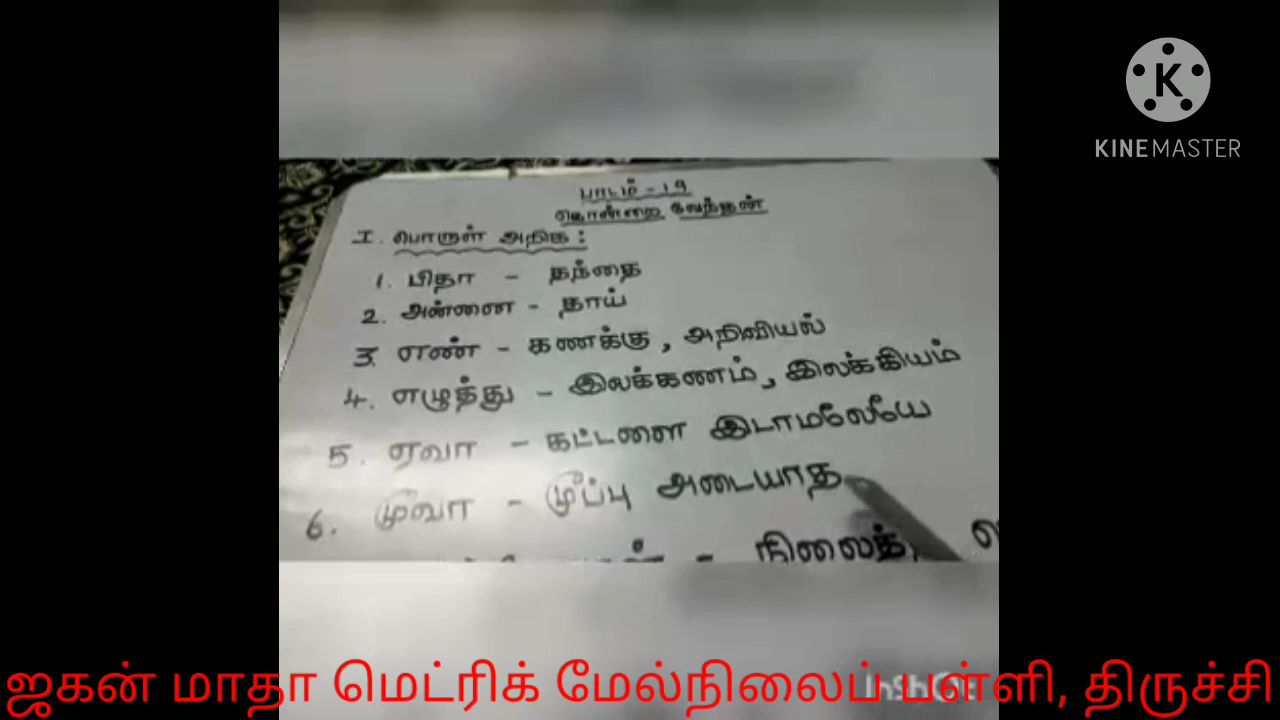 KINEMASTER
பாடம் - 19
கொன்றை வேந்தன்
I. பொருள் அறிக :
1. பிதா - தந்தை
2. அன்னை - தாய்
3. எண் - கணக்கு, அறிவியல்
4. எழுத்து - இலக்கணம், இலக்கியம்
5. ஏவா - கட்டளை இடாமலேயே
6. மூவா - மூப்பு அடையாத
- நிலைத்
InShOt
ஜகன் மாதா மெட்ரிக் மேல்நிலைப் பள்ளி, திருச்சி